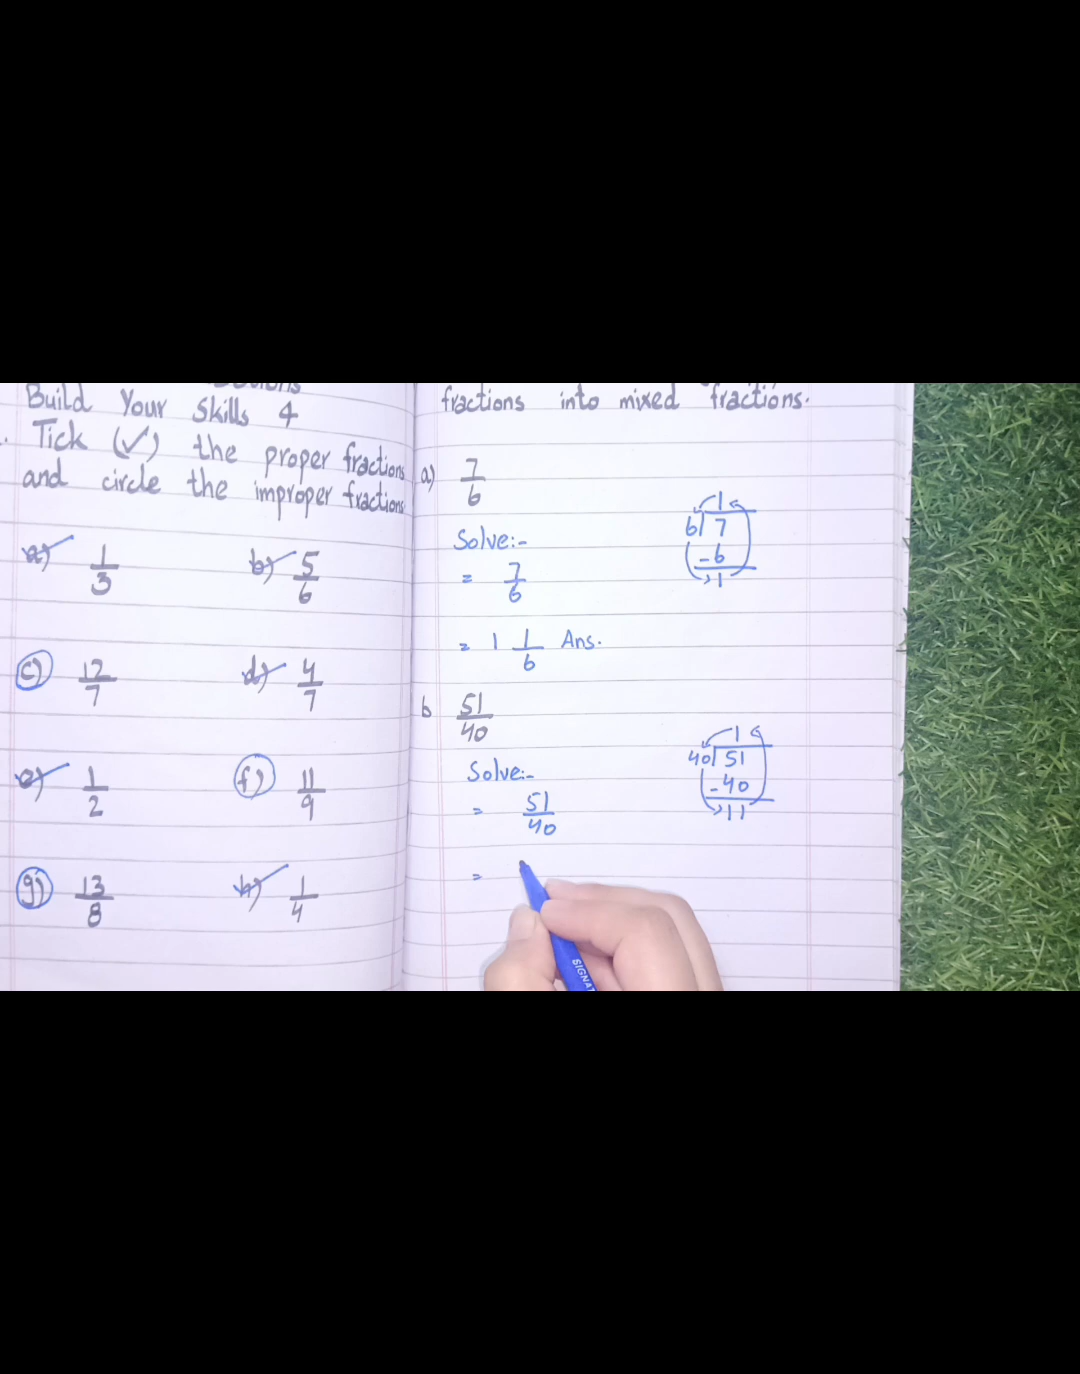 Build Your Skills 4
. Tick (✓) the proper fractions
and circle the improper fractions
a) 1/3
b) 5/6
c) 12/7
d) 4/7
e) 1/2
f) 11/9
g) 13/8
h) 1/4
fractions into mixed fractions.
a) 7/6
Solve:-
= 7/6
= 1 1/6 Ans.
1
6 7
-6
1
b 51/40
Solve:-
= 51/40
=
1
40 51
-40
11
SIGNAT